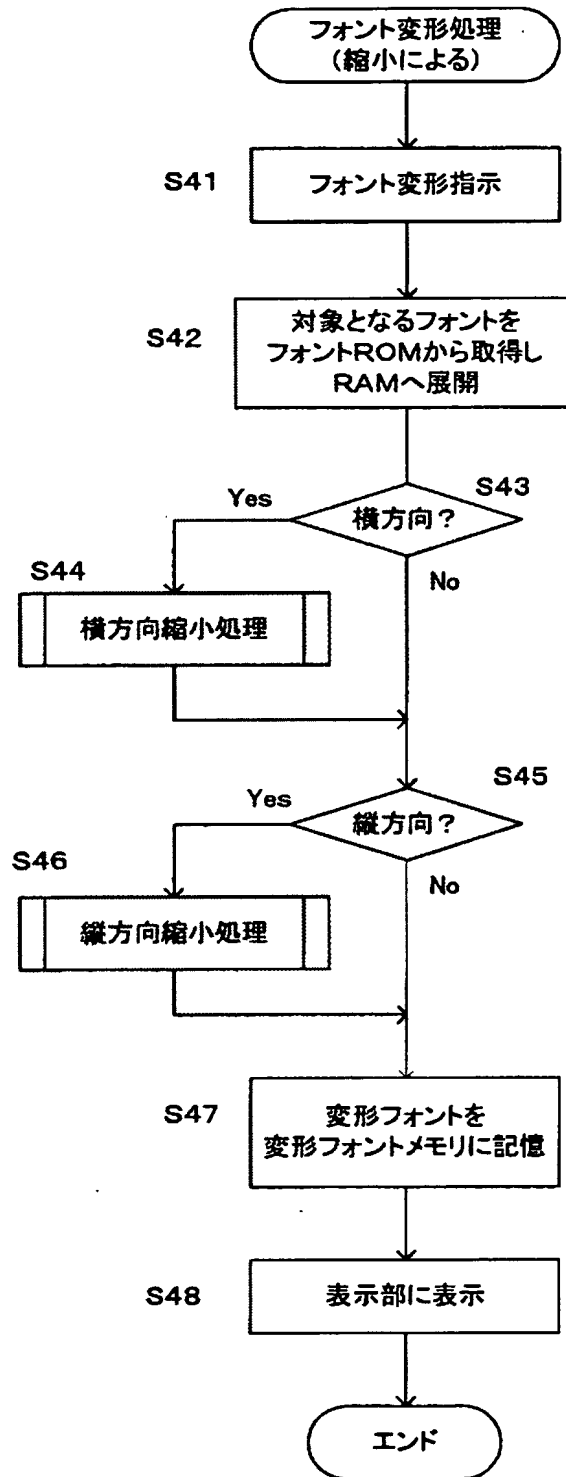 フォント変形処理
(縮小による)
S41
フォント変形指示
S42
対象となるフォントを
フォントROMから取得し
RAMへ展開
S43
横方向?
Yes
No
S44
横方向縮小処理
S45
縦方向?
Yes
No
S46
縦方向縮小処理
S47
変形フォントを
変形フォントメモリに記憶
S48
表示部に表示
エンド